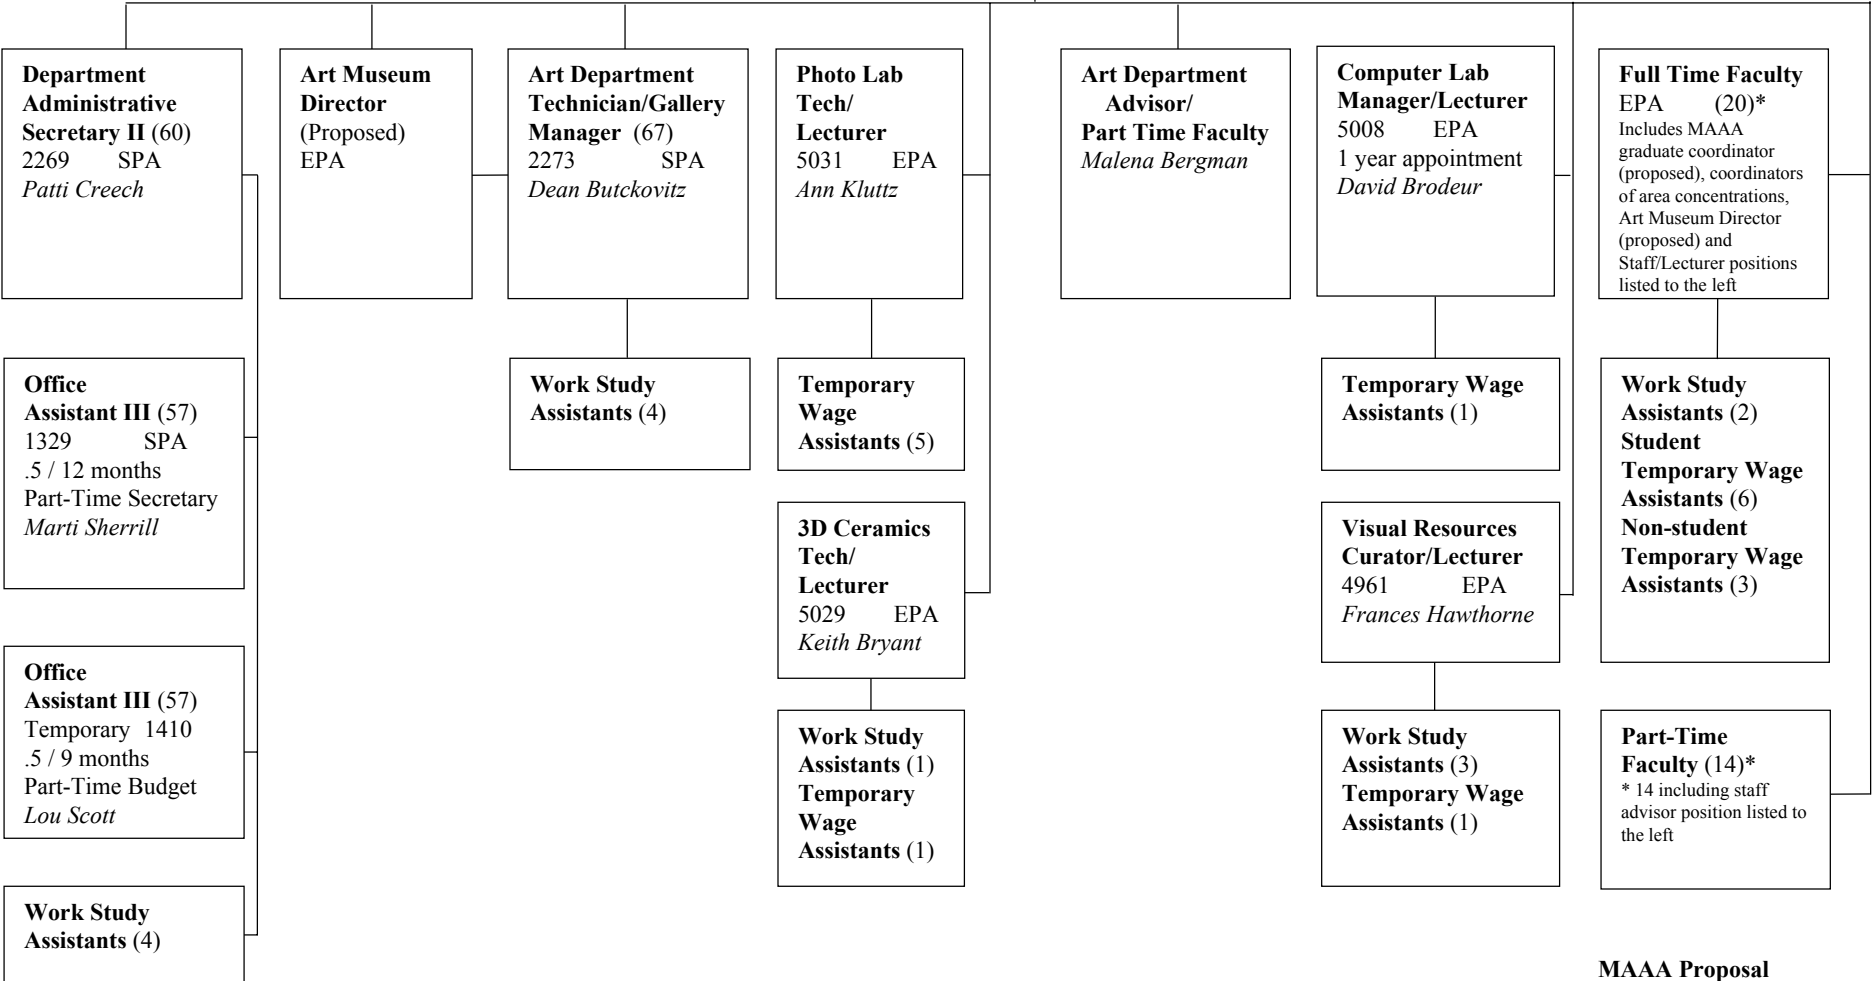 Department
Administrative
Secretary II (60)
2269 SPA
Patti Creech
Art Museum
Director
(Proposed)
EPA
Art Department
Technician/Gallery
Manager (67)
2273 SPA
Dean Butckovitz
Photo Lab
Tech/
Lecturer
5031 EPA
Ann Kluttz
Art Department
Advisor/
Part Time Faculty
Malena Bergman
Computer Lab
Manager/Lecturer
5008 EPA
1 year appointment
David Brodeur
Full Time Faculty
EPA (20)*
Includes MAAA
graduate coordinator
(proposed), coordinators
of area concentrations,
Art Museum Director
(proposed) and
Staff/Lecturer positions
listed to the left
Office
Assistant III (57)
1329 SPA
.5 / 12 months
Part-Time Secretary
Marti Sherrill
Work Study
Assistants (4)
Temporary
Wage
Assistants (5)
Temporary Wage
Assistants (1)
Work Study
Assistants (2)
Student
Temporary Wage
Assistants (6)
Non-student
Temporary Wage
Assistants (3)
3D Ceramics
Tech/
Lecturer
5029 EPA
Keith Bryant
Visual Resources
Curator/Lecturer
4961 EPA
Frances Hawthorne
Office
Assistant III (57)
Temporary 1410
.5 / 9 months
Part-Time Budget
Lou Scott
Work Study
Assistants (1)
Temporary
Wage
Assistants (1)
Work Study
Assistants (3)
Temporary Wage
Assistants (1)
Part-Time
Faculty (14)*
* 14 including staff
advisor position listed to
the left
Work Study
Assistants (4)
MAAA Proposal